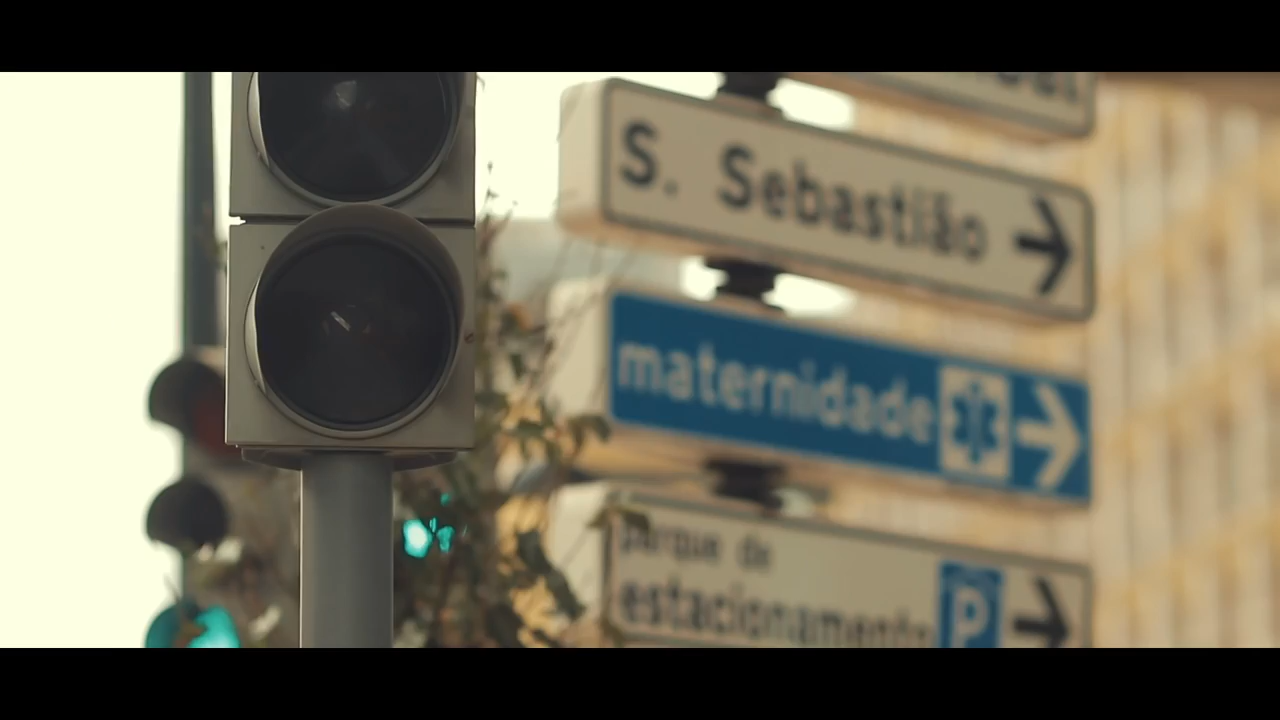 S. Sebastião
maternidade
parque de
estacionamento P